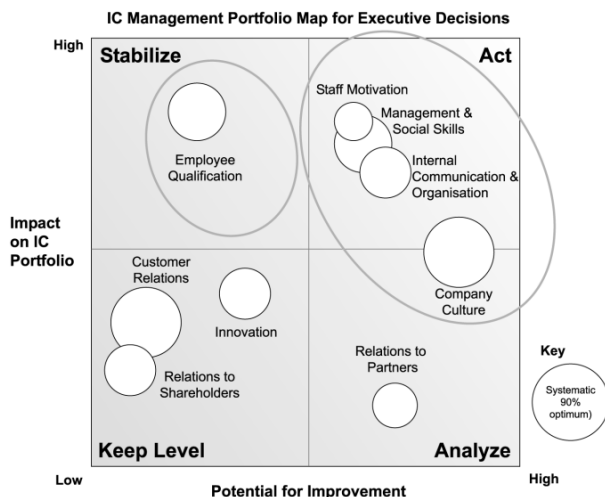 IC Management Portfolio Map for Executive Decisions
High
Stabilize
Act
Staff Motivation
Management &
Social Skills
Employee
Qualification
Internal
Communication &
Organisation
Impact
on IC
Portfolio
Customer
Relations
Innovation
Company
Culture
Relations to
Shareholders
Relations to
Partners
Key
Systematic
90%
optimum)
Keep Level
Analyze
Low
High
Potential for Improvement